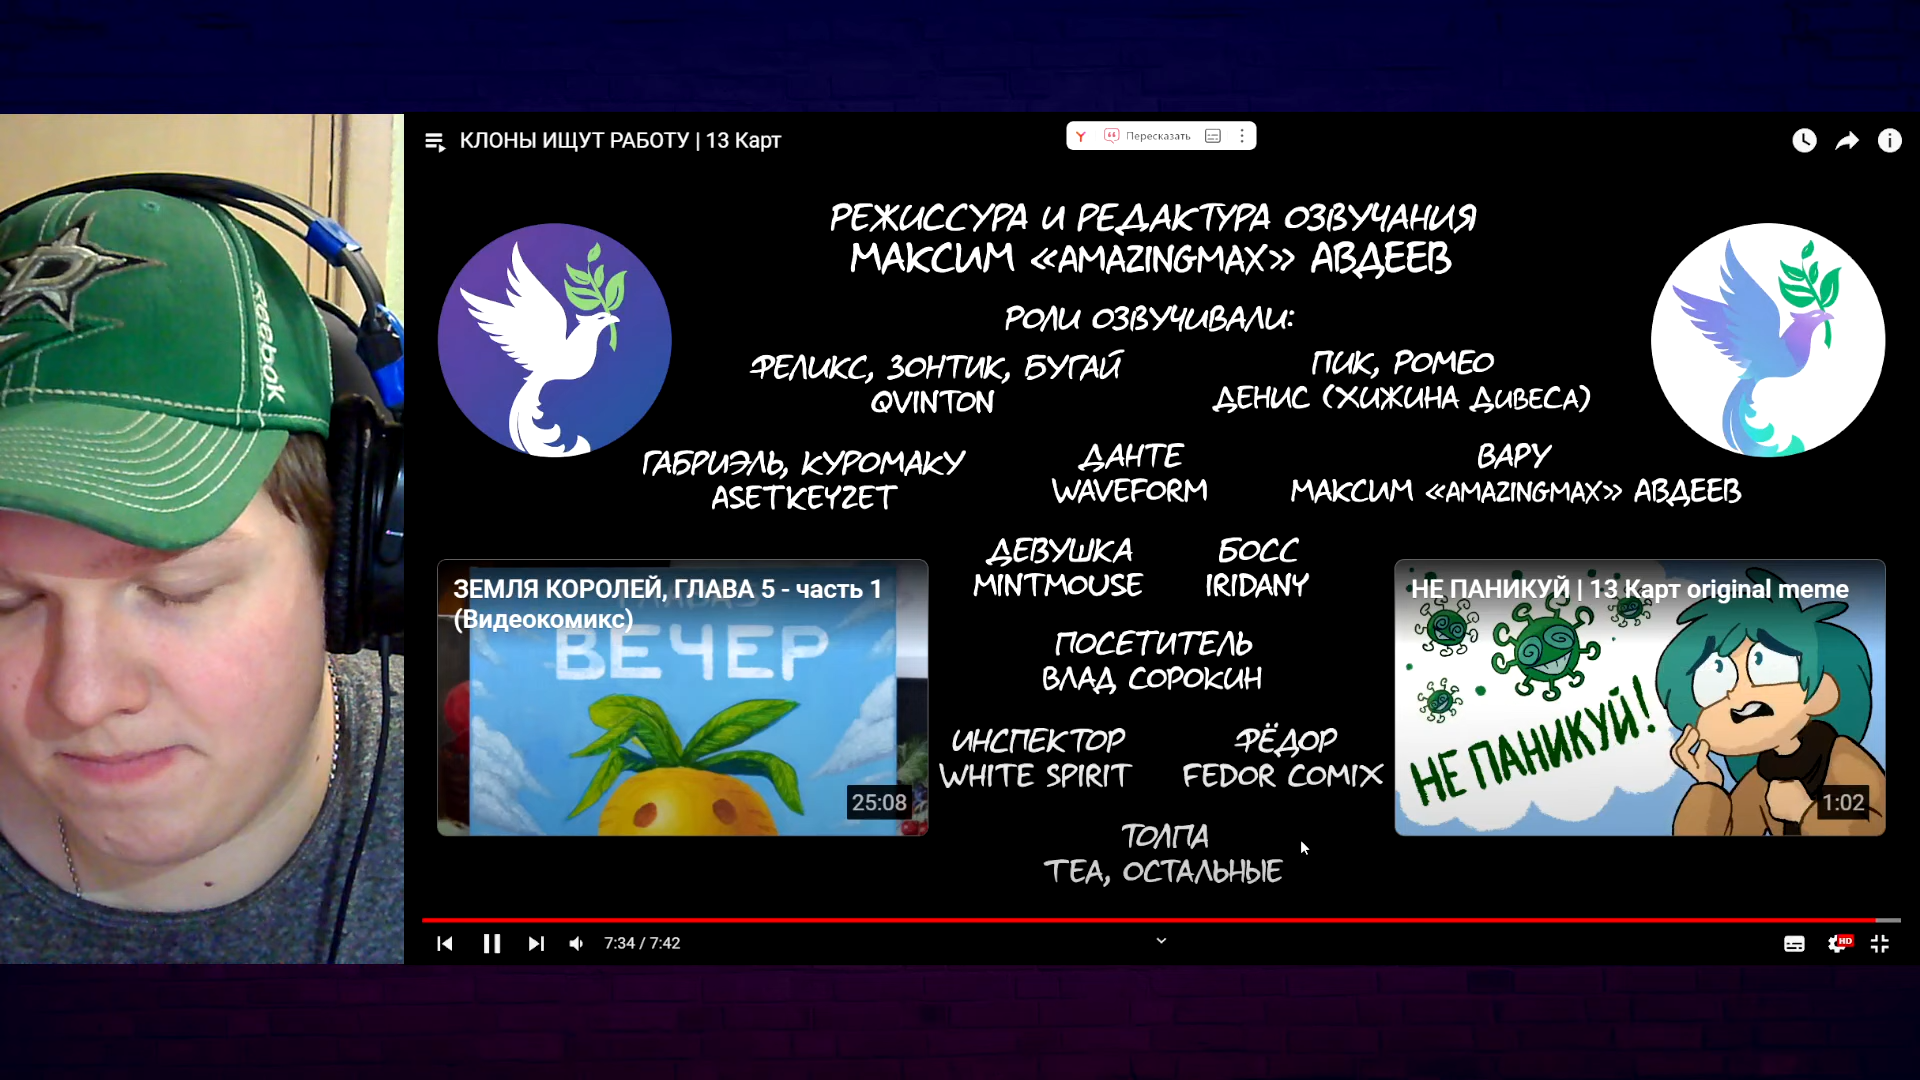 КЛОНЫ ИЩУТ РАБОТУ | 13 Карт
Пересказать
РЕЖИССУРА И РЕДАКТУРА ОЗВУЧАНИЯ
МАКСИМ «AMAZINGMAX» АВДЕЕВ
РОЛИ ОЗВУЧИВАЛИ:
ФЕЛИКС, ЗОНТИК, БУГАЙ
QVINTON
ПИК, РОМЕО
ДЕНИС (ХИЖИНА ДИВЕСА)
ГАБРИЭЛЬ, КУРОМАКУ
ASETKEYZET
ДАНТЕ
WAVEFORM
ВАРУ
МАКСИМ «AMAZINGMAX» АВДЕЕВ
ДЕВУШКА
MINTMOUSE
БОСС
IRIDANY
ПОСЕТИТЕЛЬ
ВЛАД СОРОКИН
ИНСПЕКТОР
WHITE SPIRIT
ФЁДОР
FEDOR COMIX
ТОЛПА
ТЕА, ОСТАЛЬНЫЕ
ЗЕМЛЯ КОРОЛЕЙ, ГЛАВА 5 - часть 1
(Видеокомикс)
ВЕЧЕР
25:08
НЕ ПАНИКУЙ | 13 Карт original meme
НЕ ПАНИКУЙ!
1:02
7:34 / 7:42
HD
Reebok
D